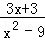 3x+3
x² − 9